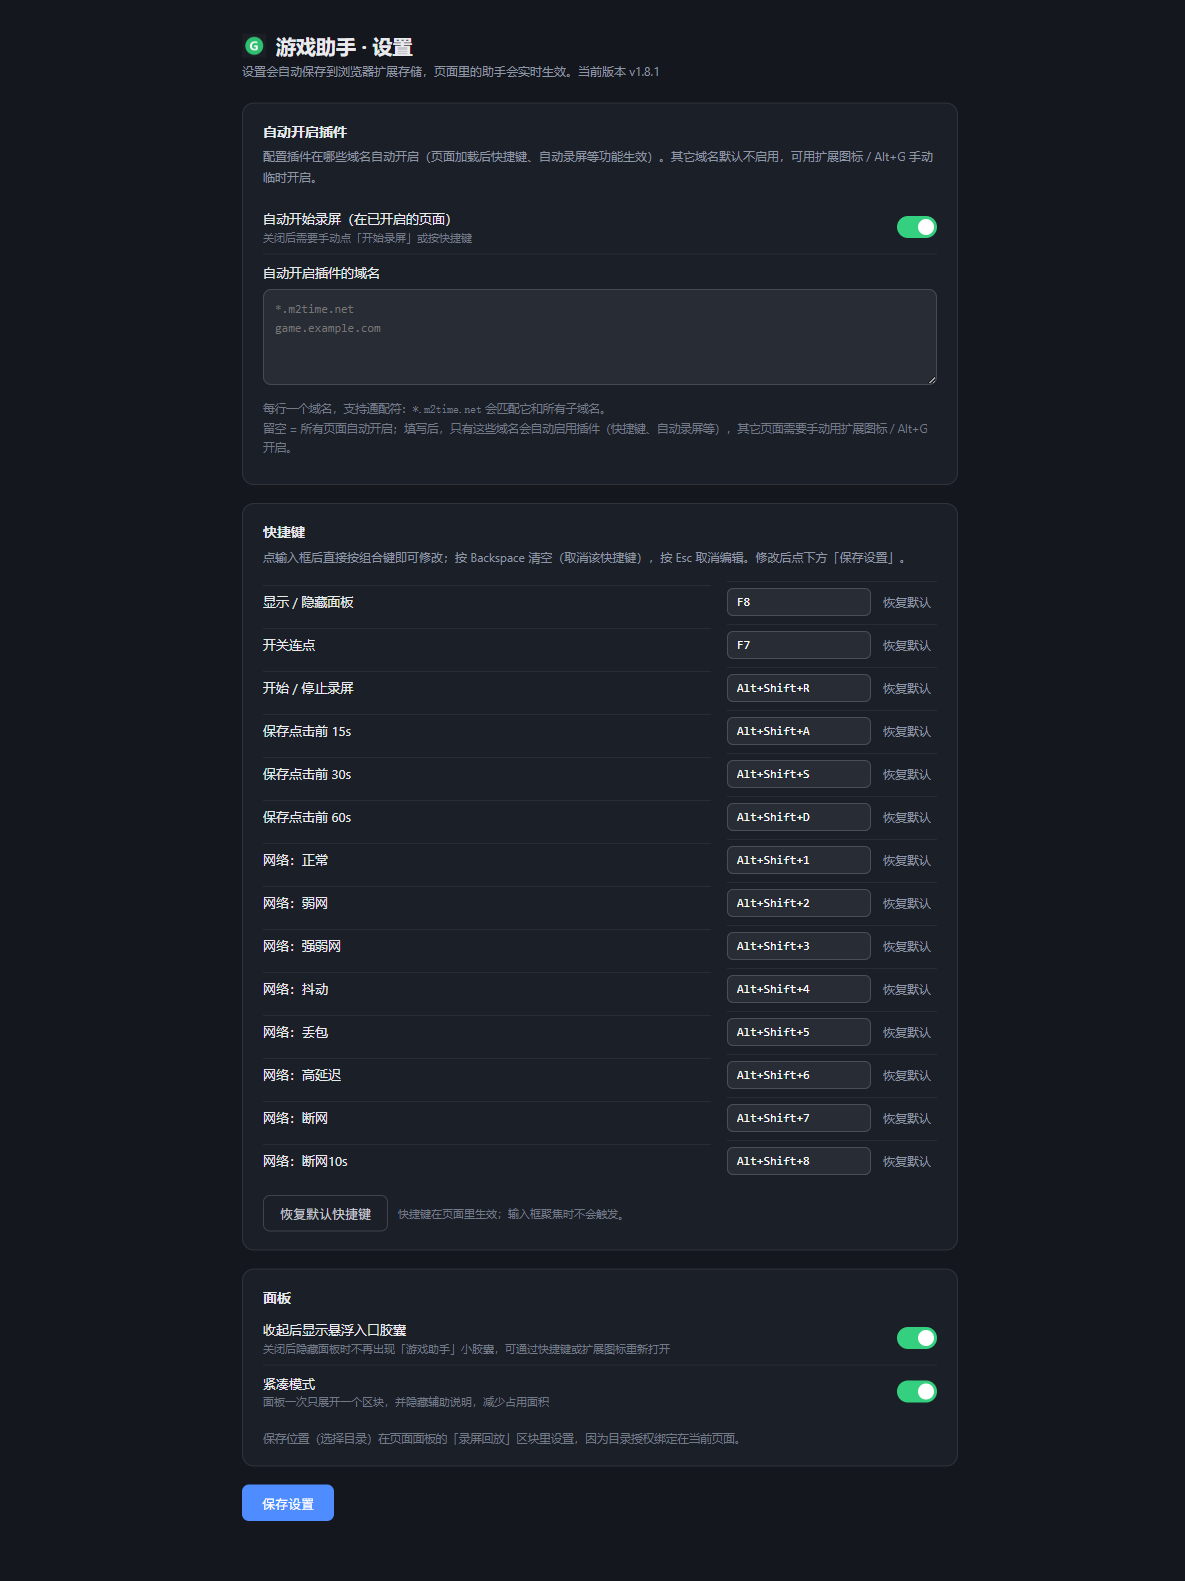 G 游戏助手 · 设置
设置会自动保存到浏览器扩展存储，页面里的助手会实时生效。当前版本 v1.8.1
自动开启插件
配置插件在哪些域名自动开启（页面加载后快捷键、自动录屏等功能生效）。其它域名默认不启用，可用扩展图标 / Alt+G 手动
临时开启。
自动开始录屏（在已开启的页面）
关闭后需要手动点「开始录屏」或按快捷键
自动开启插件的域名
*.m2time.net
game.example.com
每行一个域名，支持通配符：*.m2time.net 会匹配它和所有子域名。
留空 = 所有页面自动开启；填写后，只有这些域名会自动启用插件（快捷键、自动录屏等），其它页面需要手动用扩展图标 / Alt+G
开启。
快捷键
点输入框后直接按组合键即可修改；按 Backspace 清空（取消该快捷键），按 Esc 取消编辑。修改后点下方「保存设置」。
显示 / 隐藏面板 F8 恢复默认
开关连点 F7 恢复默认
开始 / 停止录屏 Alt+Shift+R 恢复默认
保存点击前 15s Alt+Shift+A 恢复默认
保存点击前 30s Alt+Shift+S 恢复默认
保存点击前 60s Alt+Shift+D 恢复默认
网络：正常 Alt+Shift+1 恢复默认
网络：弱网 Alt+Shift+2 恢复默认
网络：强弱网 Alt+Shift+3 恢复默认
网络：抖动 Alt+Shift+4 恢复默认
网络：丢包 Alt+Shift+5 恢复默认
网络：高延迟 Alt+Shift+6 恢复默认
网络：断网 Alt+Shift+7 恢复默认
网络：断网10s Alt+Shift+8 恢复默认
恢复默认快捷键 快捷键在页面里生效；输入框聚焦时不会触发。
面板
收起后显示悬浮入口胶囊
关闭后隐藏面板时不再出现「游戏助手」小胶囊，可通过快捷键或扩展图标重新打开
紧凑模式
面板一次只展开一个区块，并隐藏辅助说明，减少占用面积
保存位置（选择目录）在页面面板的「录屏回放」区块里设置，因为目录授权绑定在当前页面。
保存设置